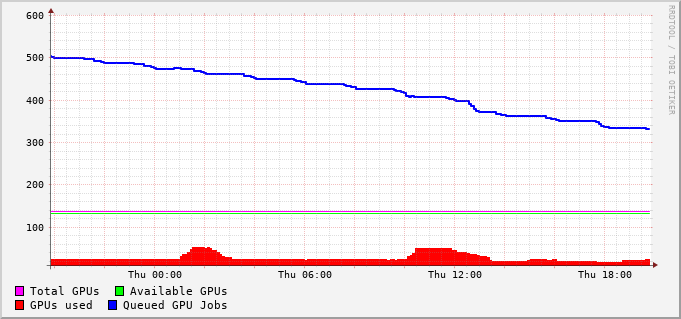 RRDTOOL / TOBI OETIKER
600
500
400
300
200
100
Thu 00:00 Thu 06:00 Thu 12:00 Thu 18:00
Total GPUs Available GPUs
GPUs used Queued GPU Jobs